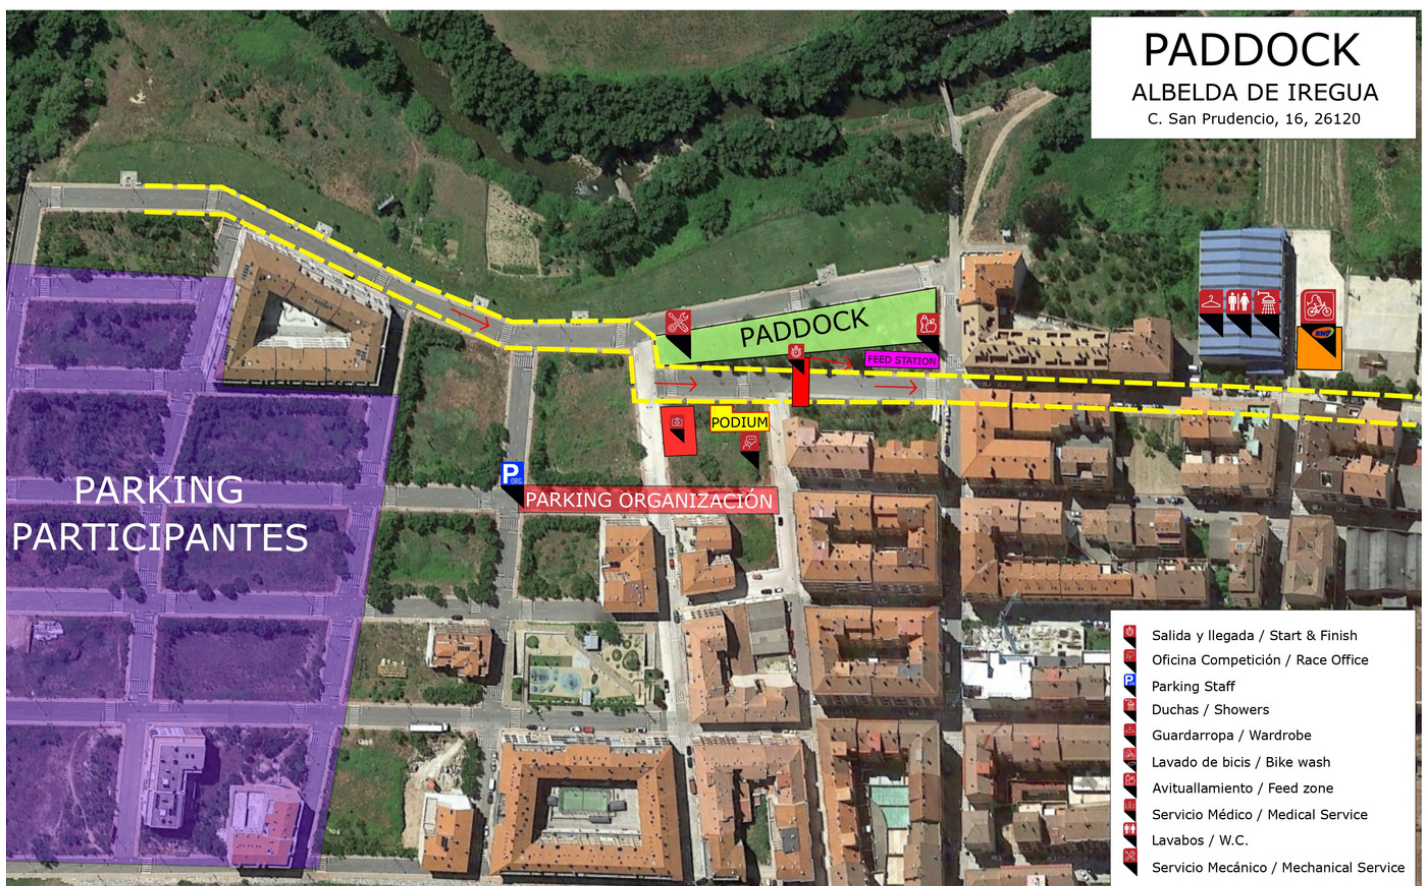 PADDOCK
ALBELDA DE IREGUA
C. San Prudencio, 16, 26120
PADDOCK
FEED STATION
PODIUM
P
ORG.
PARKING ORGANIZACIÓN
PARKING
PARTICIPANTES
Salida y llegada / Start & Finish
Oficina Competición / Race Office
P
Parking Staff
Duchas / Showers
Guardarropa / Wardrobe
Lavado de bicis / Bike wash
Avituallamiento / Feed zone
Servicio Médico / Medical Service
Lavabos / W.C.
Servicio Mecánico / Mechanical Service